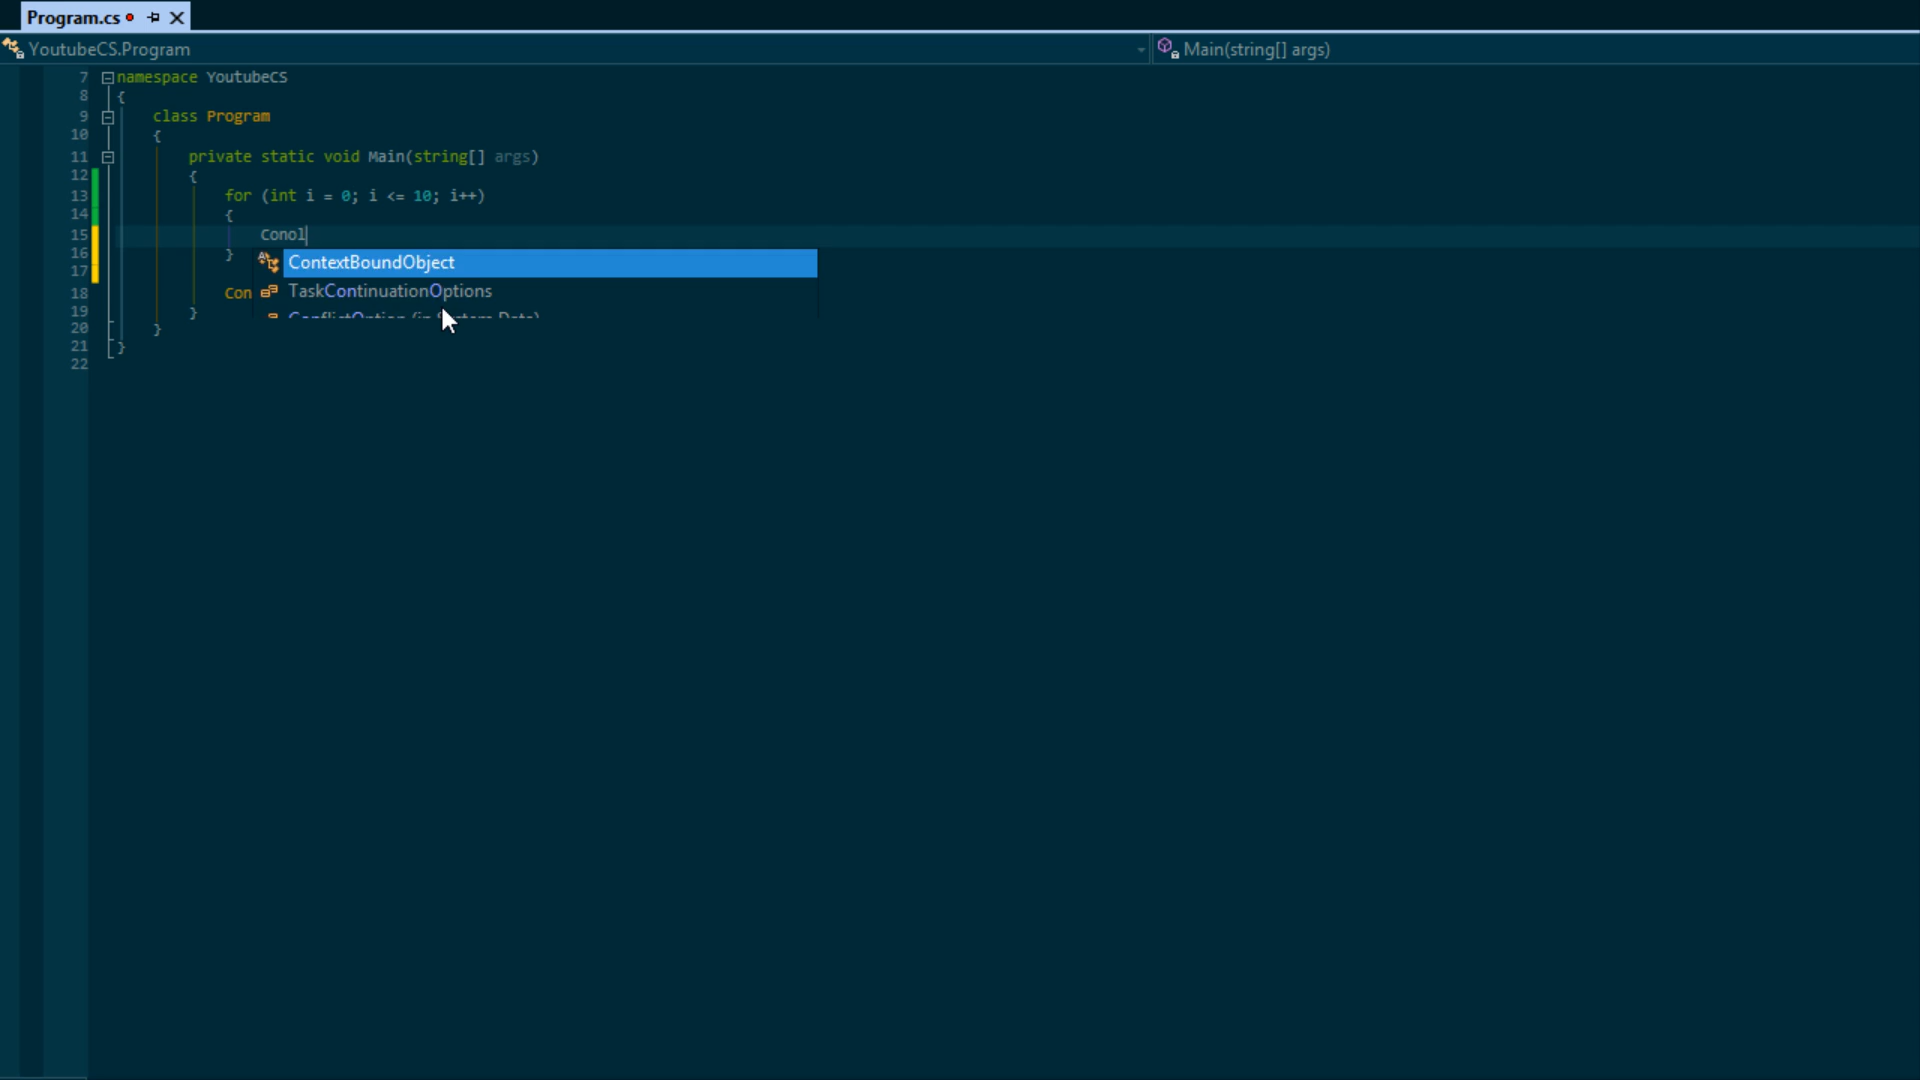 Program.cs
YoutubeCS.Program Main(string[] args)
7 namespace YoutubeCS
8 {
9 class Program
10 {
11 private static void Main(string[] args)
12 {
13 for (int i = 0; i <= 10; i++)
14 {
15 Conol
16 }
ContextBoundObject
17
TaskContinuationOptions
18 Con
19 }
20 }
21 }
22